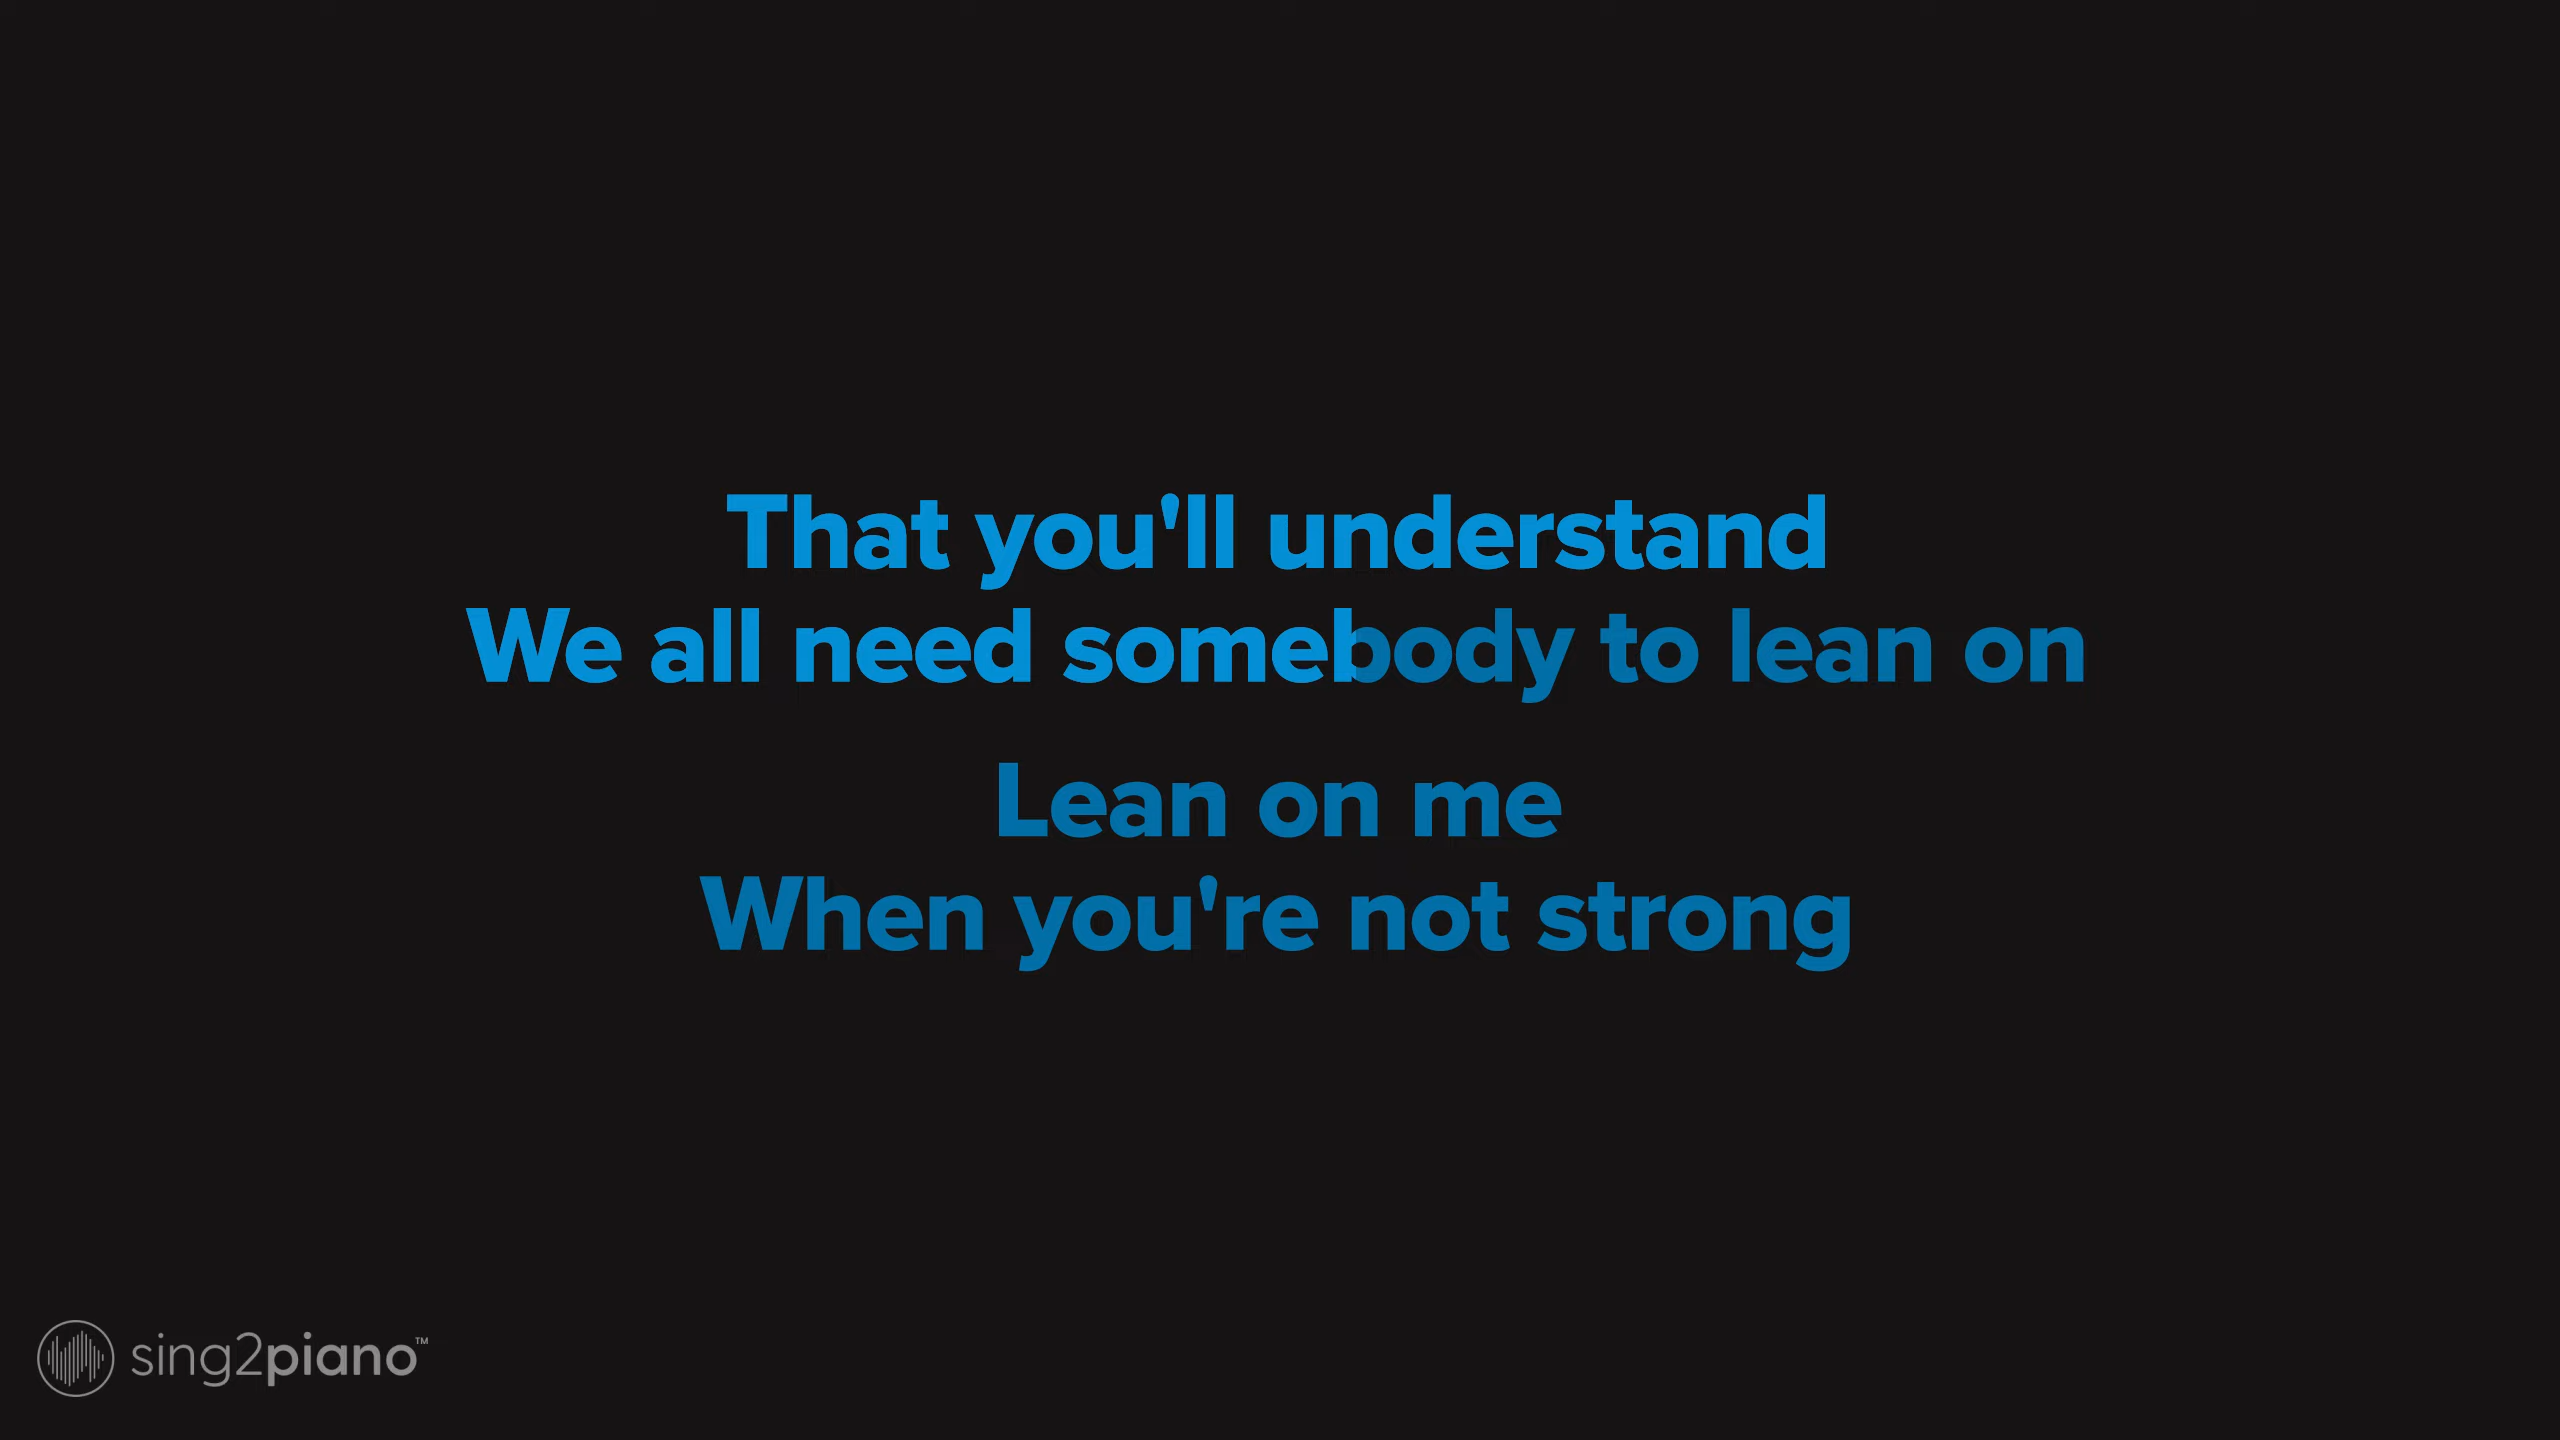 That you'll understand
We all need somebody to lean on
Lean on me
When you're not strong
sing2piano™